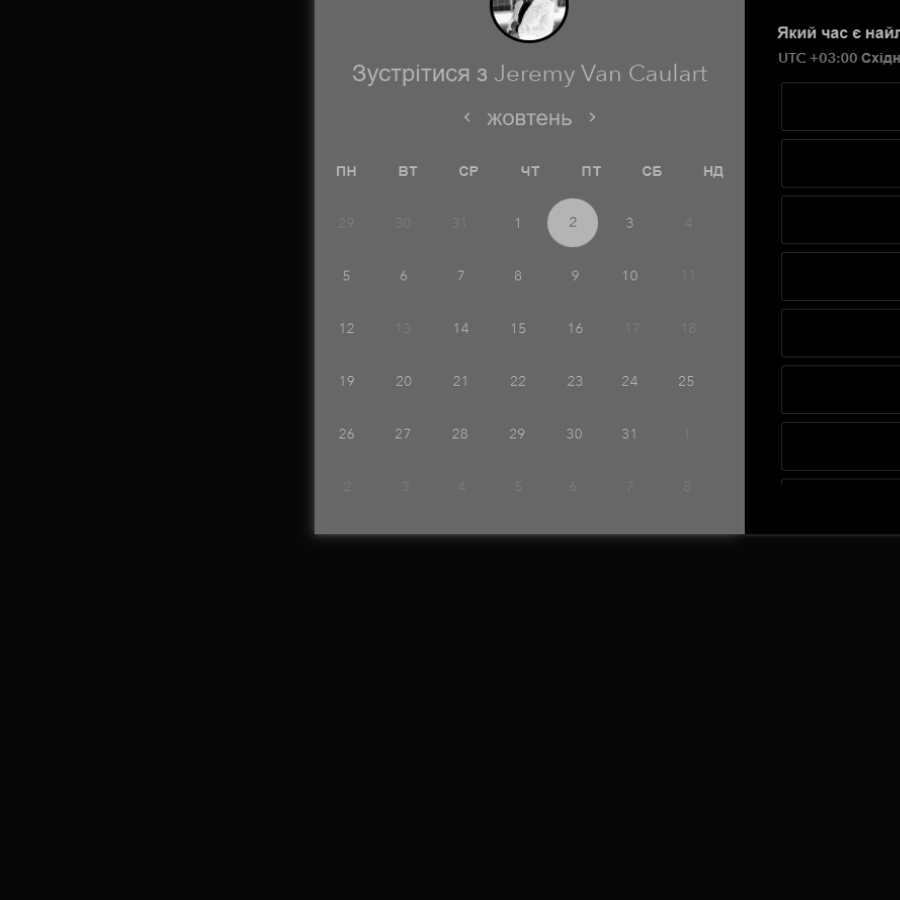 Зустрітися з Jeremy Van Caulart
< жовтень >
ПН ВТ СР ЧТ ПТ СБ НД
29 30 31 1 2 3 4
5 6 7 8 9 10 11
12 13 14 15 16 17 18
19 20 21 22 23 24 25
26 27 28 29 30 31 1
2 3 4 5 6 7 8
Який час є най
UTC +03:00 Східн